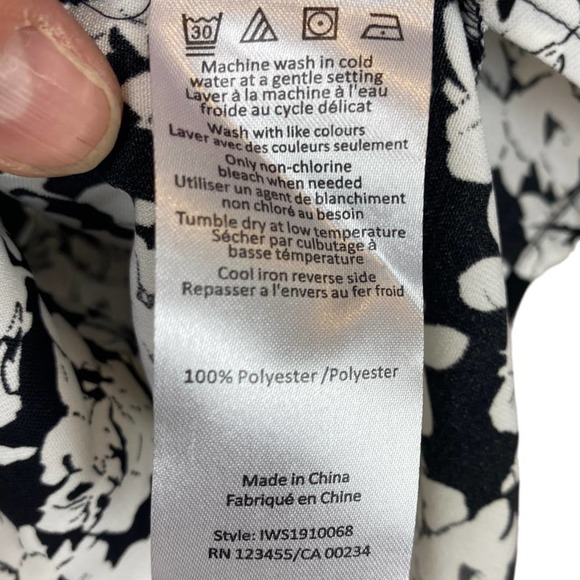 30
Machine wash in cold
water at a gentle setting
Laver à la machine à l'eau
froide au cycle délicat
Wash with like colours
Laver avec des couleurs seulement
Only non-chlorine
bleach when needed
Utiliser un agent de blanchiment
non chloré au besoin
Tumble dry at low temperature
Sécher par culbutage à
basse témpérature
Cool iron reverse side
Repasser a l'envers au fer froid
100% Polyester /Polyester
Made in China
Fabriqué en Chine
Style: IWS1910068
RN 123455/CA 00234